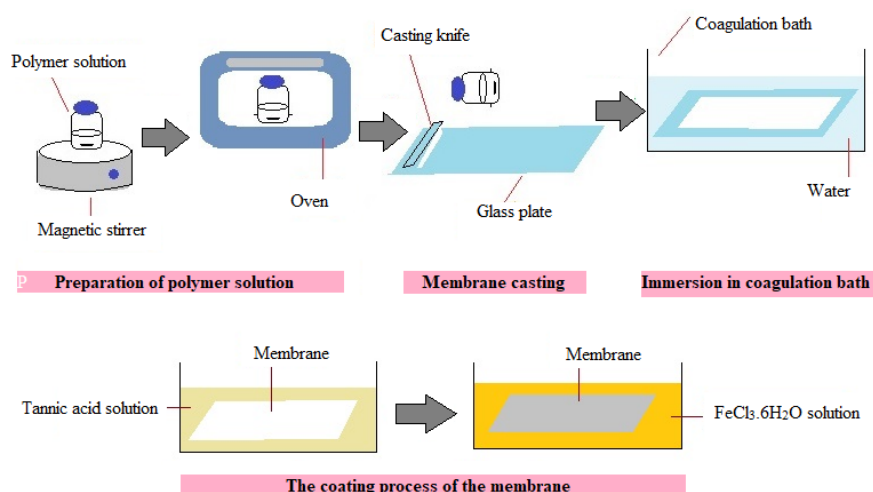 Coagulation bath
Casting knife
Polymer solution
Oven
Water
Glass plate
Magnetic stirrer
P Preparation of polymer solution
Membrane casting
Immersion in coagulation bath
Membrane
Membrane
Tannic acid solution
FeCl3.6H2O solution
The coating process of the membrane